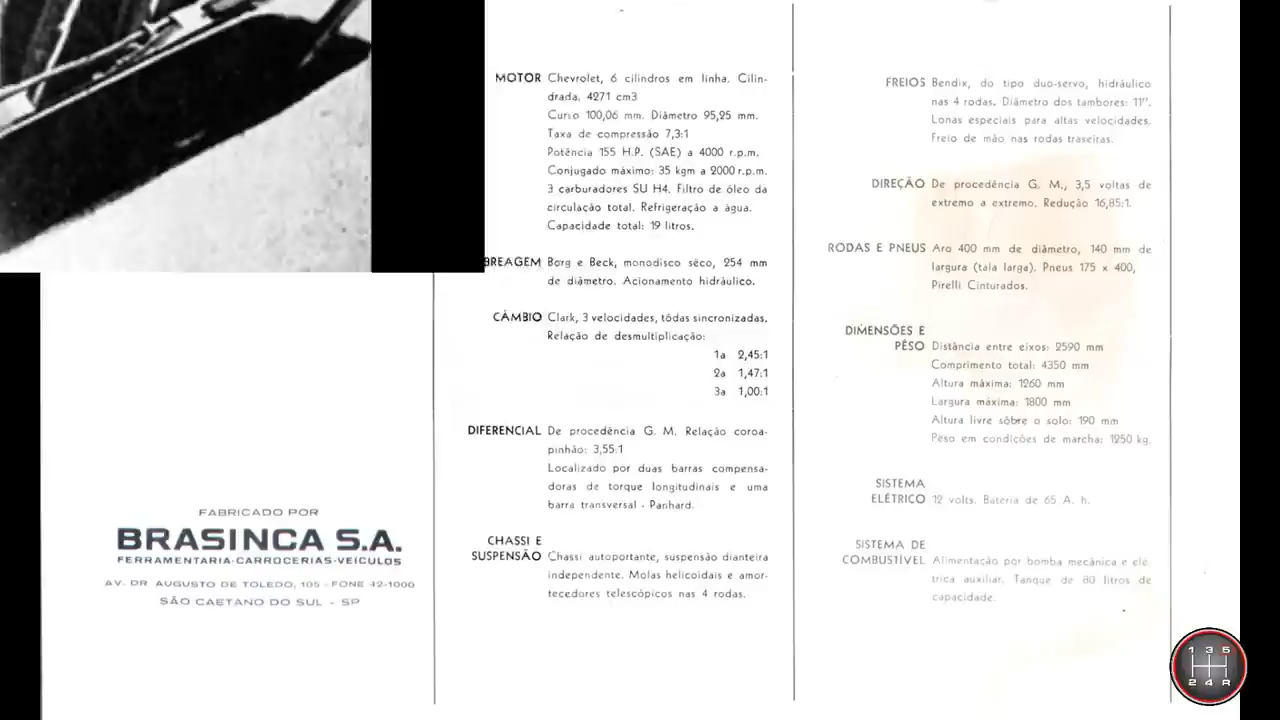 MOTOR Chevrolet, 6 cilindros em linha. Cilin-
drada, 4271 cm3
Curso 100,06 mm. Diâmetro 95,25 mm.
Taxa de compressão 7,3:1
Potência 155 H.P. (SAE) a 4000 r.p.m.
Conjugado máximo: 35 kgm a 2000 r.p.m.
3 carburadores SU H4. Filtro de óleo da
circulação total. Refrigeração a água.
Capacidade total: 19 litros.
BREAGEM Borg e Beck, monodisco sêco, 254 mm
de diâmetro. Acionamento hidráulico.
CÂMBIO Clark, 3 velocidades, tôdas sincronizadas.
Relação de desmultiplicação:
1a 2,45:1
2a 1,47:1
3a 1,00:1
DIFERENCIAL De procedência G. M. Relação coroa-
pinhão: 3,55:1
Localizado por duas barras compensa-
doras de torque longitudinais e uma
barra transversal - Panhard.
CHASSI E
SUSPENSÃO Chassi autoportante, suspensão dianteira
independente. Molas helicoidais e amor-
tecedores telescópicos nas 4 rodas.
FREIOS Bendix, do tipo duo-servo, hidráulico
nas 4 rodas. Diâmetro dos tambores: 11".
Lonas especiais para altas velocidades.
Freio de mão nas rodas traseiras.
DIREÇÃO De procedência G. M., 3,5 voltas de
extremo a extremo. Redução 16,85:1.
RODAS E PNEUS Aro 400 mm de diâmetro, 140 mm de
largura (tala larga). Pneus 175 x 400,
Pirelli Cinturados.
DIMENSÕES E
PÊSO Distância entre eixos: 2590 mm
Comprimento total: 4350 mm
Altura máxima: 1260 mm
Largura máxima: 1800 mm
Altura livre sôbre o solo: 190 mm
Pêso em condições de marcha: 1250 kg.
SISTEMA
ELÉTRICO 12 volts. Bateria de 65 A. h.
SISTEMA DE
COMBUSTÍVEL Alimentação por bomba mecânica e elé-
trica auxiliar. Tanque de 80 litros de
capacidade.
FABRICADO POR
BRASINCA S.A.
FERRAMENTARIA·CARROCERIAS·VEÍCULOS
AV. DR AUGUSTO DE TOLEDO, 105 - FONE 42-1000
SÃO CAETANO DO SUL - SP
1 3 5
2 4 R